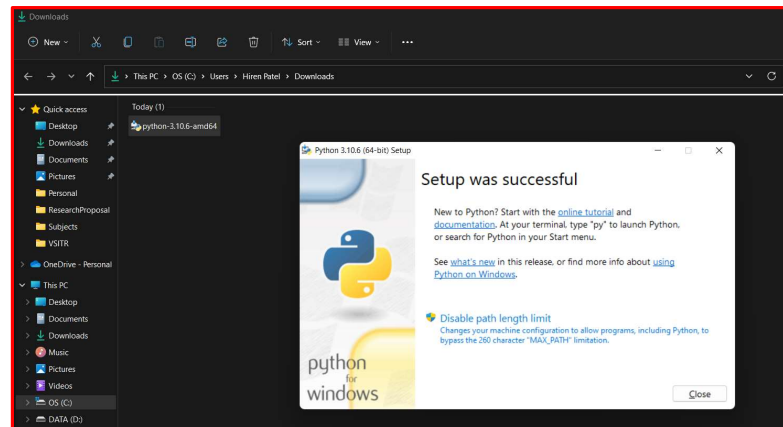 Downloads
New
Sort
View
This PC > OS (C:) > Users > Hiren Patel > Downloads
Quick access
Desktop
Downloads
Documents
Pictures
Personal
ResearchProposal
Subjects
VSITR
OneDrive - Personal
This PC
Desktop
Documents
Downloads
Music
Pictures
Videos
OS (C:)
DATA (D:)
Today (1)
python-3.10.6-amd64
Python 3.10.6 (64-bit) Setup
Setup was successful
New to Python? Start with the online tutorial and
documentation. At your terminal, type "py" to launch Python,
or search for Python in your Start menu.
See what's new in this release, or find more info about using
Python on Windows.
Disable path length limit
Changes your machine configuration to allow programs, including Python, to
bypass the 260 character "MAX_PATH" limitation.
python
for
windows
Close